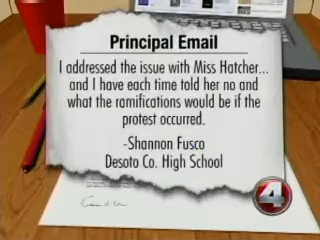 Principal Email
I addressed the issue with Miss Hatcher...
and I have each time told her no and
what the ramifications would be if the
protest occurred.
-Shannon Fusco
Desoto Co. High School
4